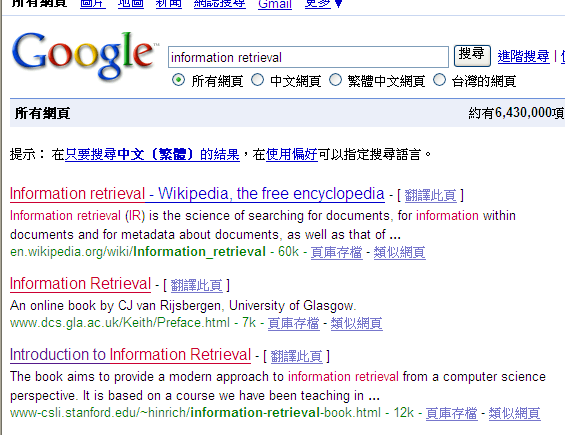 所有網頁 圖片 地圖 新聞 網誌搜尋 Gmail 更多 ▼
Google™ information retrieval 搜尋 進階搜尋 |
所有網頁 中文網頁 繁體中文網頁 台灣的網頁
所有網頁 約有6,430,000項
提示： 在只要搜尋中文〔繁體〕的結果，在使用偏好可以指定搜尋語言。
Information retrieval - Wikipedia, the free encyclopedia - [ 翻譯此頁 ]
Information retrieval (IR) is the science of searching for documents, for information within
documents and for metadata about documents, as well as that of ...
en.wikipedia.org/wiki/Information_retrieval - 60k - 頁庫存檔 - 類似網頁
Information Retrieval - [ 翻譯此頁 ]
An online book by CJ van Rijsbergen, University of Glasgow.
www.dcs.gla.ac.uk/Keith/Preface.html - 7k - 頁庫存檔 - 類似網頁
Introduction to Information Retrieval - [ 翻譯此頁 ]
The book aims to provide a modern approach to information retrieval from a computer science
perspective. It is based on a course we have been teaching in ...
www-csli.stanford.edu/~hinrich/information-retrieval-book.html - 12k - 頁庫存檔 - 類似網頁